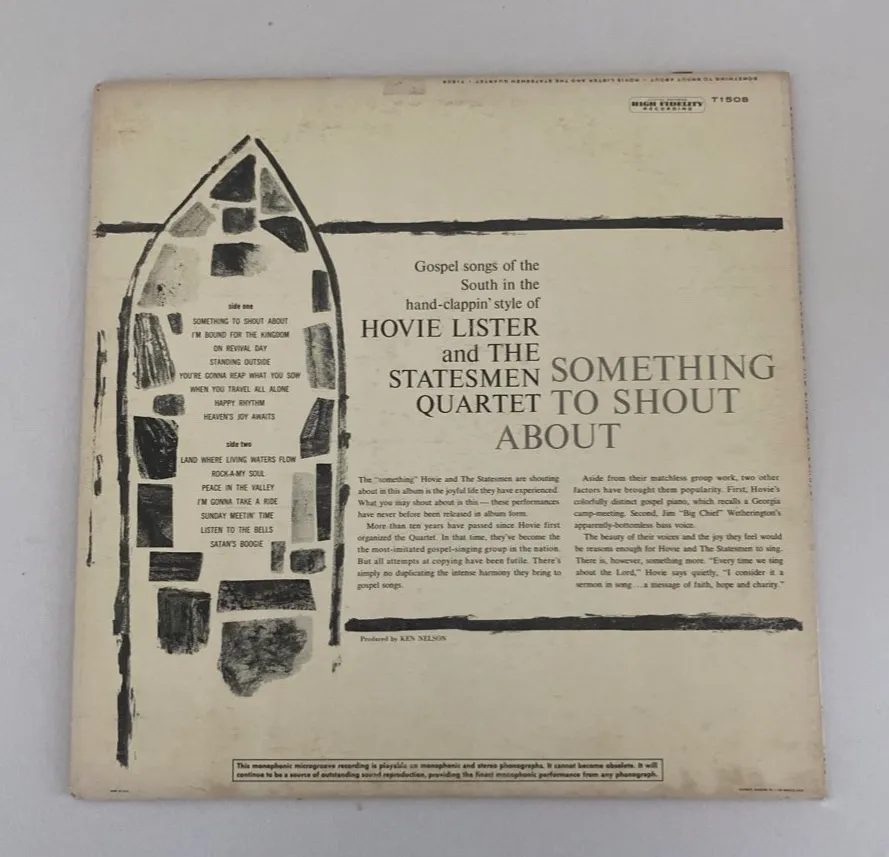 SOMETHING TO SHOUT ABOUT • HOVIE LISTER AND THE STATESMEN QUARTET • T1508
HIGH FIDELITY
RECORDING
T1508
Gospel songs of the
South in the
hand-clappin' style of
HOVIE LISTER
and THE
STATESMEN
QUARTET
SOMETHING
TO SHOUT
ABOUT
side one
SOMETHING TO SHOUT ABOUT
I'M BOUND FOR THE KINGDOM
ON REVIVAL DAY
STANDING OUTSIDE
YOU'RE GONNA REAP WHAT YOU SOW
WHEN YOU TRAVEL ALL ALONE
HAPPY RHYTHM
HEAVEN'S JOY AWAITS
side two
LAND WHERE LIVING WATERS FLOW
ROCK-A-MY SOUL
PEACE IN THE VALLEY
I'M GONNA TAKE A RIDE
SUNDAY MEETIN' TIME
LISTEN TO THE BELLS
SATAN'S BOOGIE
The "something" Hovie and The Statesmen are shouting
about in this album is the joyful life they have experienced.
What you may shout about is this — these performances
have never before been released in album form.
More than ten years have passed since Hovie first
organized the Quartet. In that time, they've become the
the most-imitated gospel-singing group in the nation.
But all attempts at copying have been futile. There's
simply no duplicating the intense harmony they bring to
gospel songs.
Aside from their matchless group work, two other
factors have brought them popularity. First, Hovie's
colorfully distinct gospel piano, which recalls a Georgia
camp-meeting. Second, Jim "Big Chief" Wetherington's
apparently-bottomless bass voice.
The beauty of their voices and the joy they feel would
be reasons enough for Hovie and The Statesmen to sing.
There is, however, something more. "Every time we sing
about the Lord," Hovie says quietly, "I consider it a
sermon in song...a message of faith, hope and charity."
Produced by KEN NELSON
This monophonic microgroove recording is playable on monophonic and stereo phonographs. It cannot become obsolete. It will
continue to be a source of outstanding sound reproduction, providing the finest monophonic performance from any phonograph.